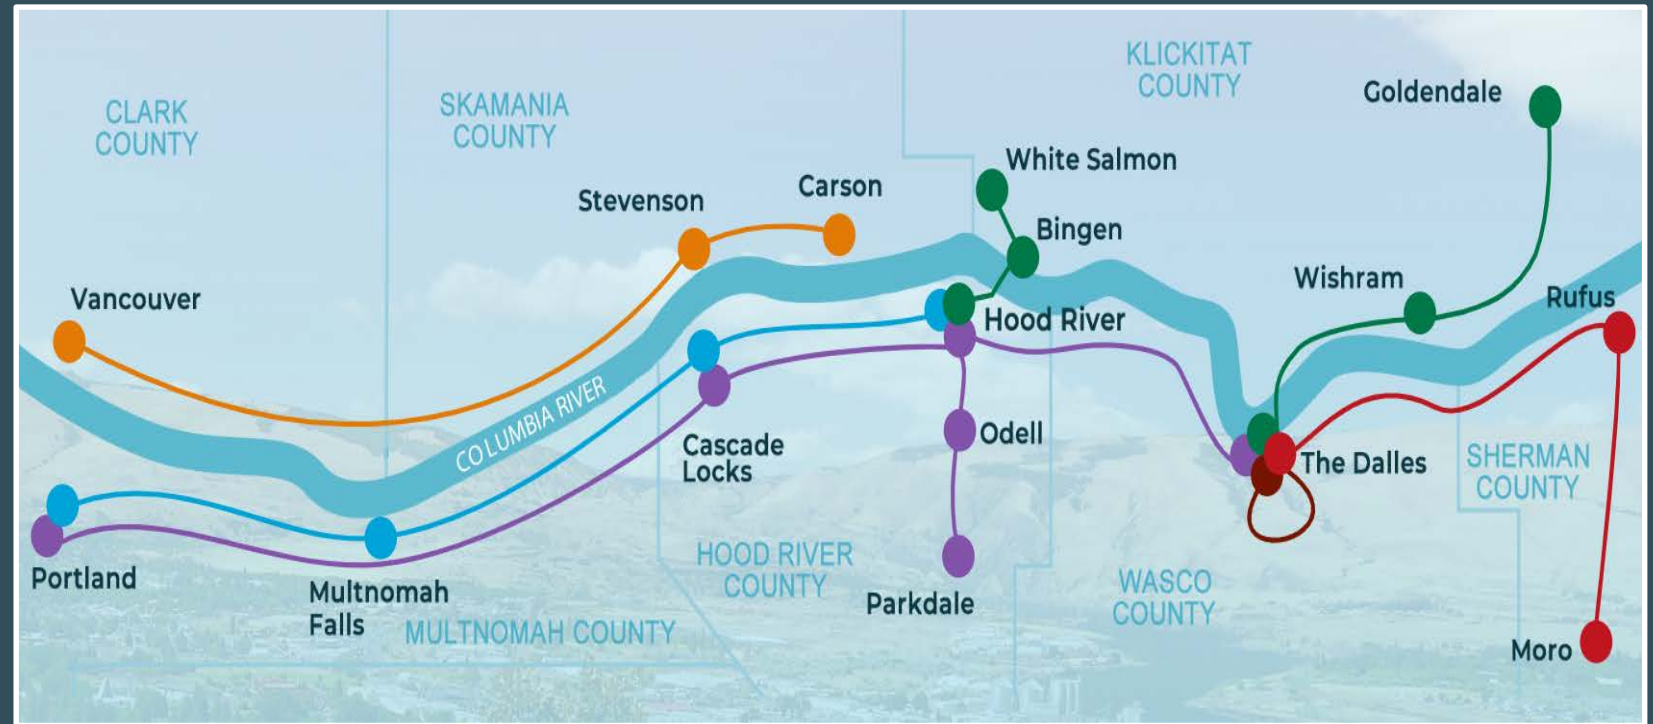 KLICKITAT
COUNTY
Goldendale
CLARK
COUNTY
SKAMANIA
COUNTY
White Salmon
Carson
Stevenson
Bingen
Vancouver
Wishram
Rufus
Hood River
COLUMBIA RIVER
Cascade
Locks
Odell
The Dalles
SHERMAN
COUNTY
Portland
Multnomah
Falls
HOOD RIVER
COUNTY
Parkdale
WASCO
COUNTY
MULTNOMAH COUNTY
Moro